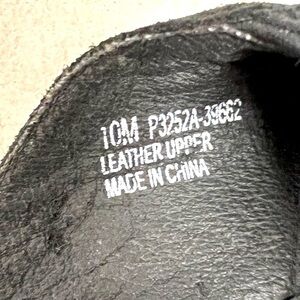 10M P3252A-39662
LEATHER UPPER
MADE IN CHINA